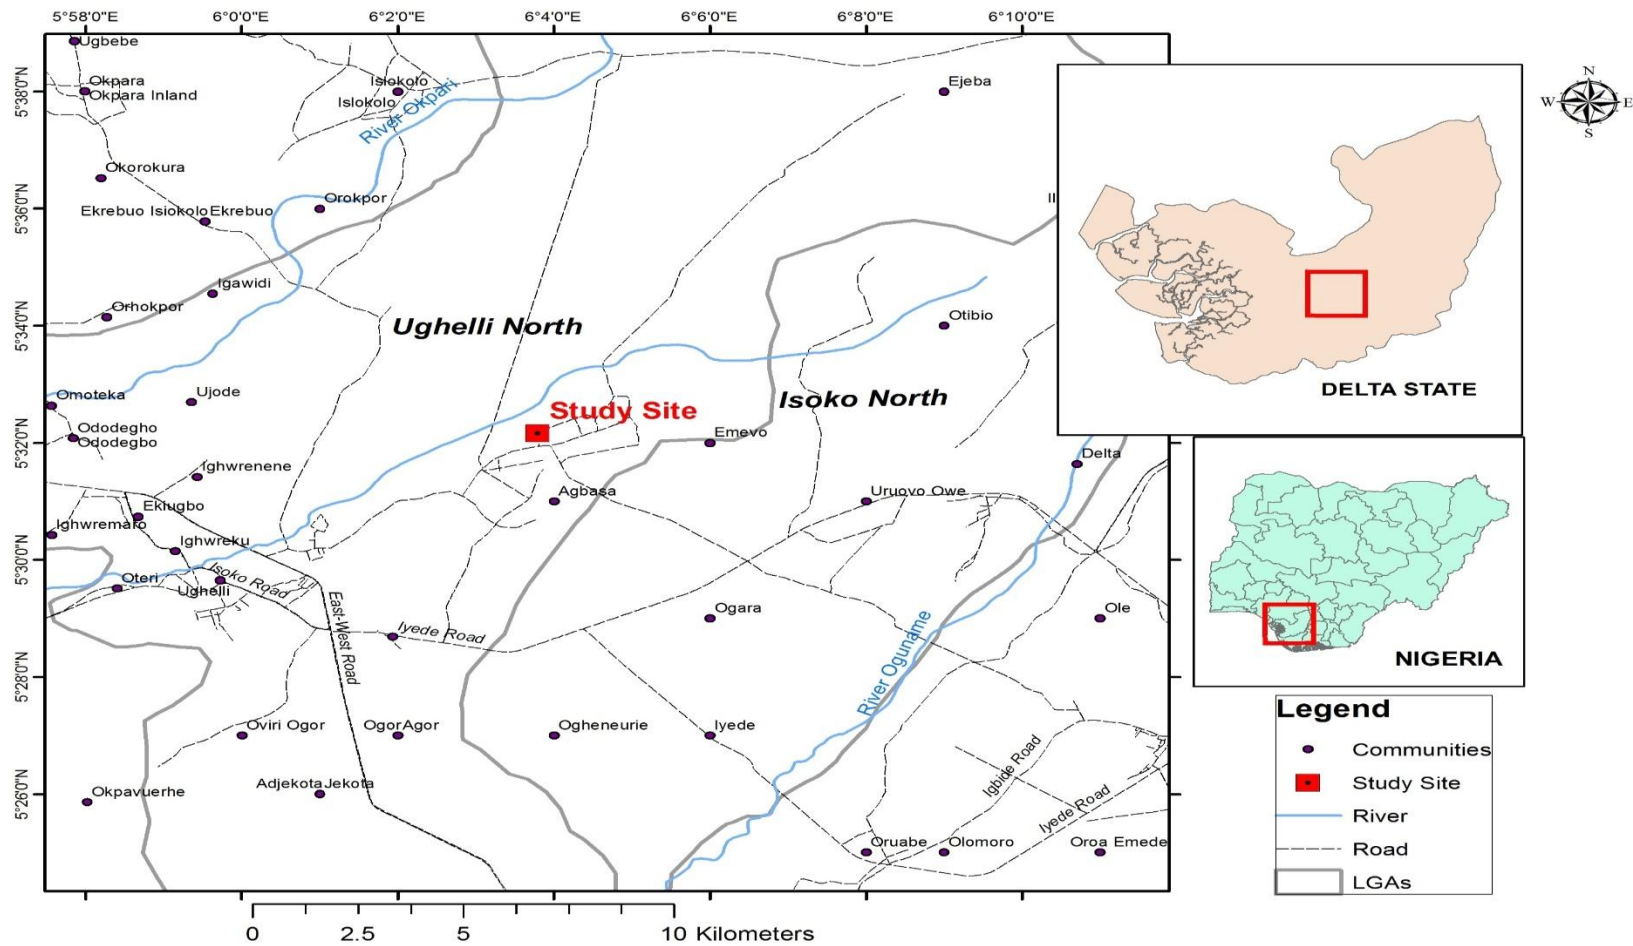 5°58'0"E
6°0'0"E
6°2'0"E
6°4'0"E
6°6'0"E
6°8'0"E
6°10'0"E
5°38'0"N
5°36'0"N
5°34'0"N
5°32'0"N
5°30'0"N
5°28'0"N
5°26'0"N
Ugbebe
Okpara
Okpara Inland
Isiokolo
Islokolo
River Okpari
Ejeba
Okorokura
Ekrebuo Isiokolo Ekrebuo
Orokpor
Il
Igawidi
Orhokpor
Ughelli North
Otibio
Omoteka
Ujode
Isoko North
Study Site
Ododegho
Ododegbo
Emevo
Delta
Ighwrenene
Agbasa
Uruovo Owe
Ekiugbo
Ighwremaro
Ighwreku
Oteri
Isoko Road
Ughelli
East-West Road
Iyede Road
Ogara
Ole
River Oguname
Oviri Ogor
OgorAgor
Ogheneurie
Iyede
Adjekota Jekota
Okpavuerhe
Igbide Road
Iyede Road
Oruabe
Olomoro
Oroa Emede
0
2.5
5
10 Kilometers
N
W
E
S
DELTA STATE
NIGERIA
Legend
Communities
Study Site
River
Road
LGAs